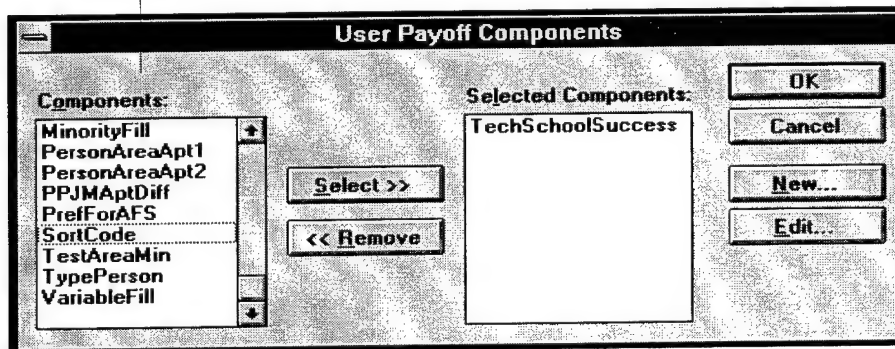 User Payoff Components
Components:
MinorityFill
PersonAreaApt1
PersonAreaApt2
PPJMAptDiff
PrefForAFS
SortCode
TestAreaMin
TypePerson
VariableFill
Select >>
<< Remove
Selected Components:
TechSchoolSuccess
OK
Cancel
New...
Edit...